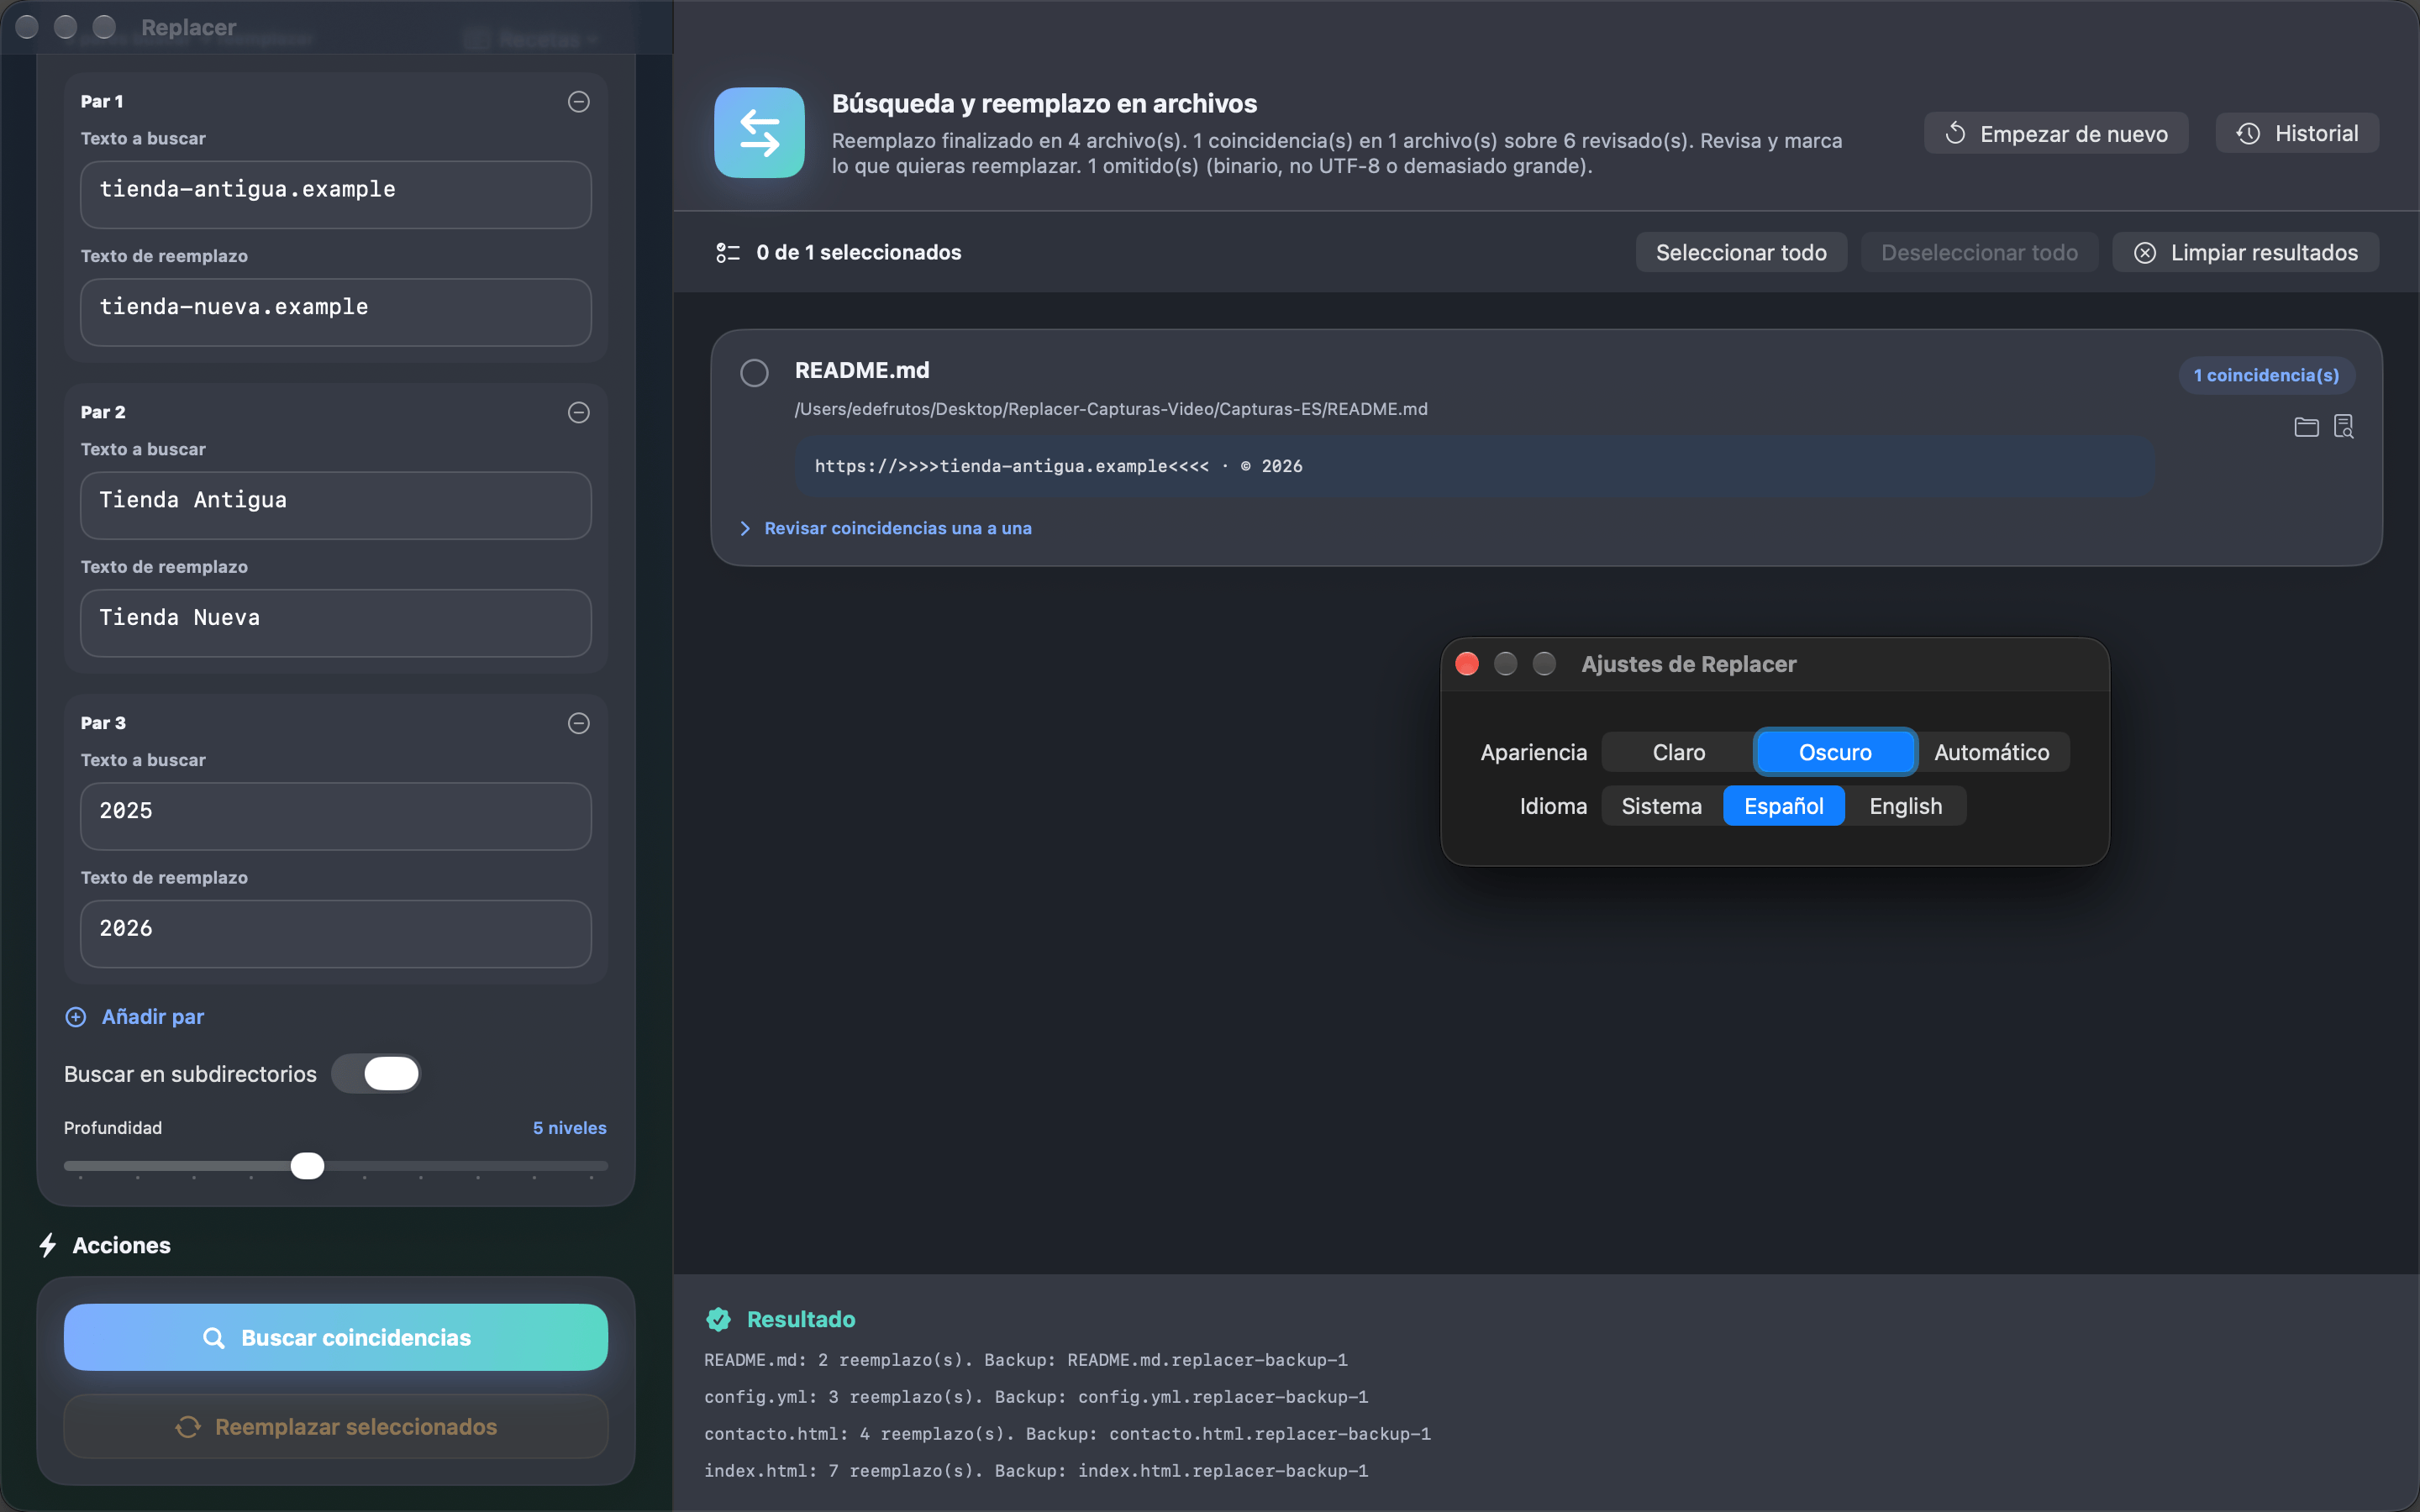 Replacer
Recetas
Par 1
Texto a buscar
tienda-antigua.example
Texto de reemplazo
tienda-nueva.example
Par 2
Texto a buscar
Tienda Antigua
Texto de reemplazo
Tienda Nueva
Par 3
Texto a buscar
2025
Texto de reemplazo
2026
Añadir par
Buscar en subdirectorios
Profundidad
5 niveles
Acciones
Buscar coincidencias
Reemplazar seleccionados
Búsqueda y reemplazo en archivos
Reemplazo finalizado en 4 archivo(s). 1 coincidencia(s) en 1 archivo(s) sobre 6 revisado(s). Revisa y marca
lo que quieras reemplazar. 1 omitido(s) (binario, no UTF-8 o demasiado grande).
Empezar de nuevo
Historial
0 de 1 seleccionados
Seleccionar todo
Deseleccionar todo
Limpiar resultados
README.md
1 coincidencia(s)
/Users/edefrutos/Desktop/Replacer-Capturas-Video/Capturas-ES/README.md
https://>>>>tienda-antigua.example<<<< · © 2026
Revisar coincidencias una a una
Ajustes de Replacer
Apariencia
Claro
Oscuro
Automático
Idioma
Sistema
Español
English
Resultado
README.md: 2 reemplazo(s). Backup: README.md.replacer-backup-1
config.yml: 3 reemplazo(s). Backup: config.yml.replacer-backup-1
contacto.html: 4 reemplazo(s). Backup: contacto.html.replacer-backup-1
index.html: 7 reemplazo(s). Backup: index.html.replacer-backup-1